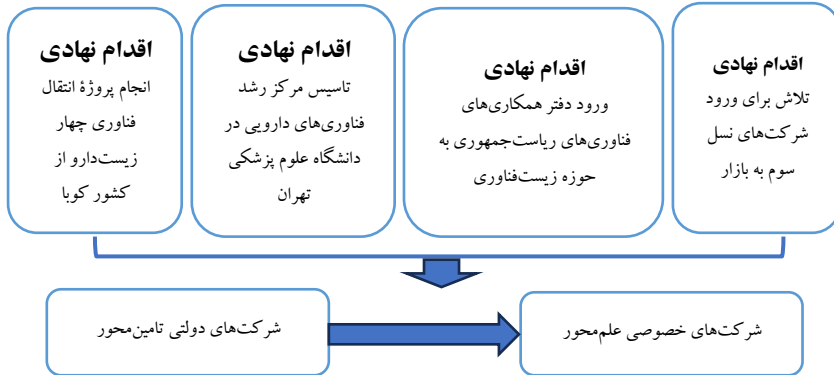 اقدام نهادی
تلاش برای ورود
شرکت‌های نسل
سوم به بازار
اقدام نهادی
ورود دفتر همکاری‌های
فناوری‌های ریاست‌جمهوری به
حوزه زیست‌فناوری
اقدام نهادی
تاسیس مرکز رشد
فناوری‌های دارویی در
دانشگاه علوم پزشکی
تهران
اقدام نهادی
انجام پروژهٔ انتقال
فناوری چهار
زیست‌دارو از
کشور کوبا
شرکت‌های خصوصی علم‌محور
شرکت‌های دولتی تامین‌محور